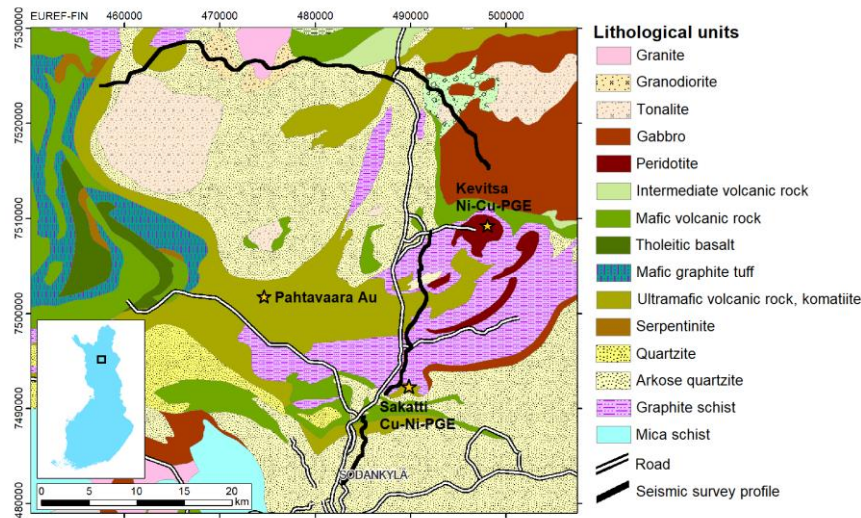 EUREF-FIN
460000
470000
480000
490000
500000
7530000
7520000
7510000
7500000
7490000
7480000
Kevitsa
Ni-Cu-PGE
Pahtavaara Au
Sakatti
Cu-Ni-PGE
SODANKYLÄ
0 5 10 15 20
km
Lithological units
Granite
Granodiorite
Tonalite
Gabbro
Peridotite
Intermediate volcanic rock
Mafic volcanic rock
Tholeitic basalt
Mafic graphite tuff
Ultramafic volcanic rock, komatiite
Serpentinite
Quartzite
Arkose quartzite
Graphite schist
Mica schist
Road
Seismic survey profile